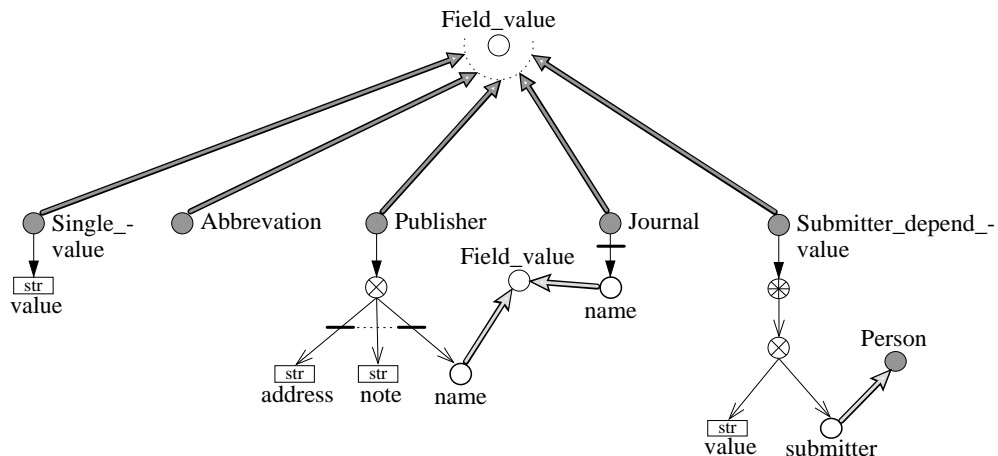 Field_value
Single_-
value
Abbrevation
Publisher
Journal
Submitter_depend_-
value
Field_value
str
value
name
Person
str
address
str
note
name
str
value
submitter